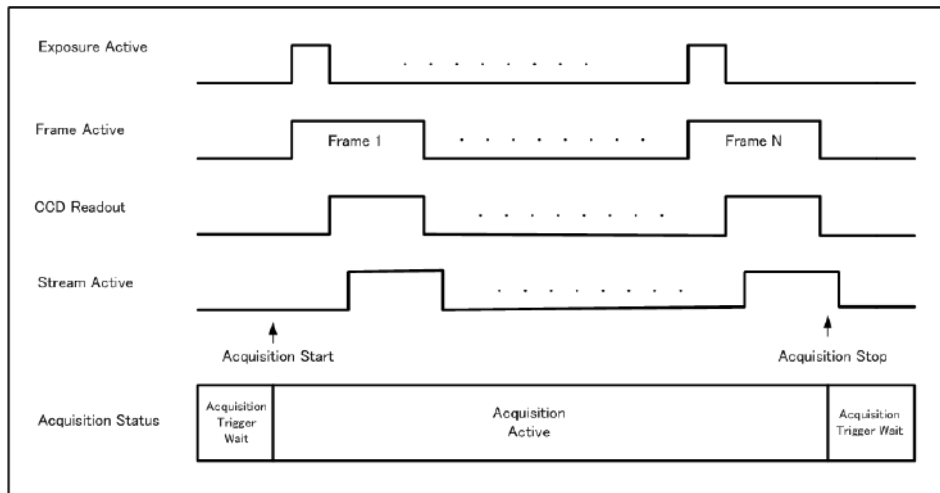 Exposure Active
Frame Active
Frame 1
Frame N
CCD Readout
Stream Active
Acquisition Start
Acquisition Stop
Acquisition Status
Acquisition
Trigger
Wait
Acquisition
Active
Acquisition
Trigger Wait